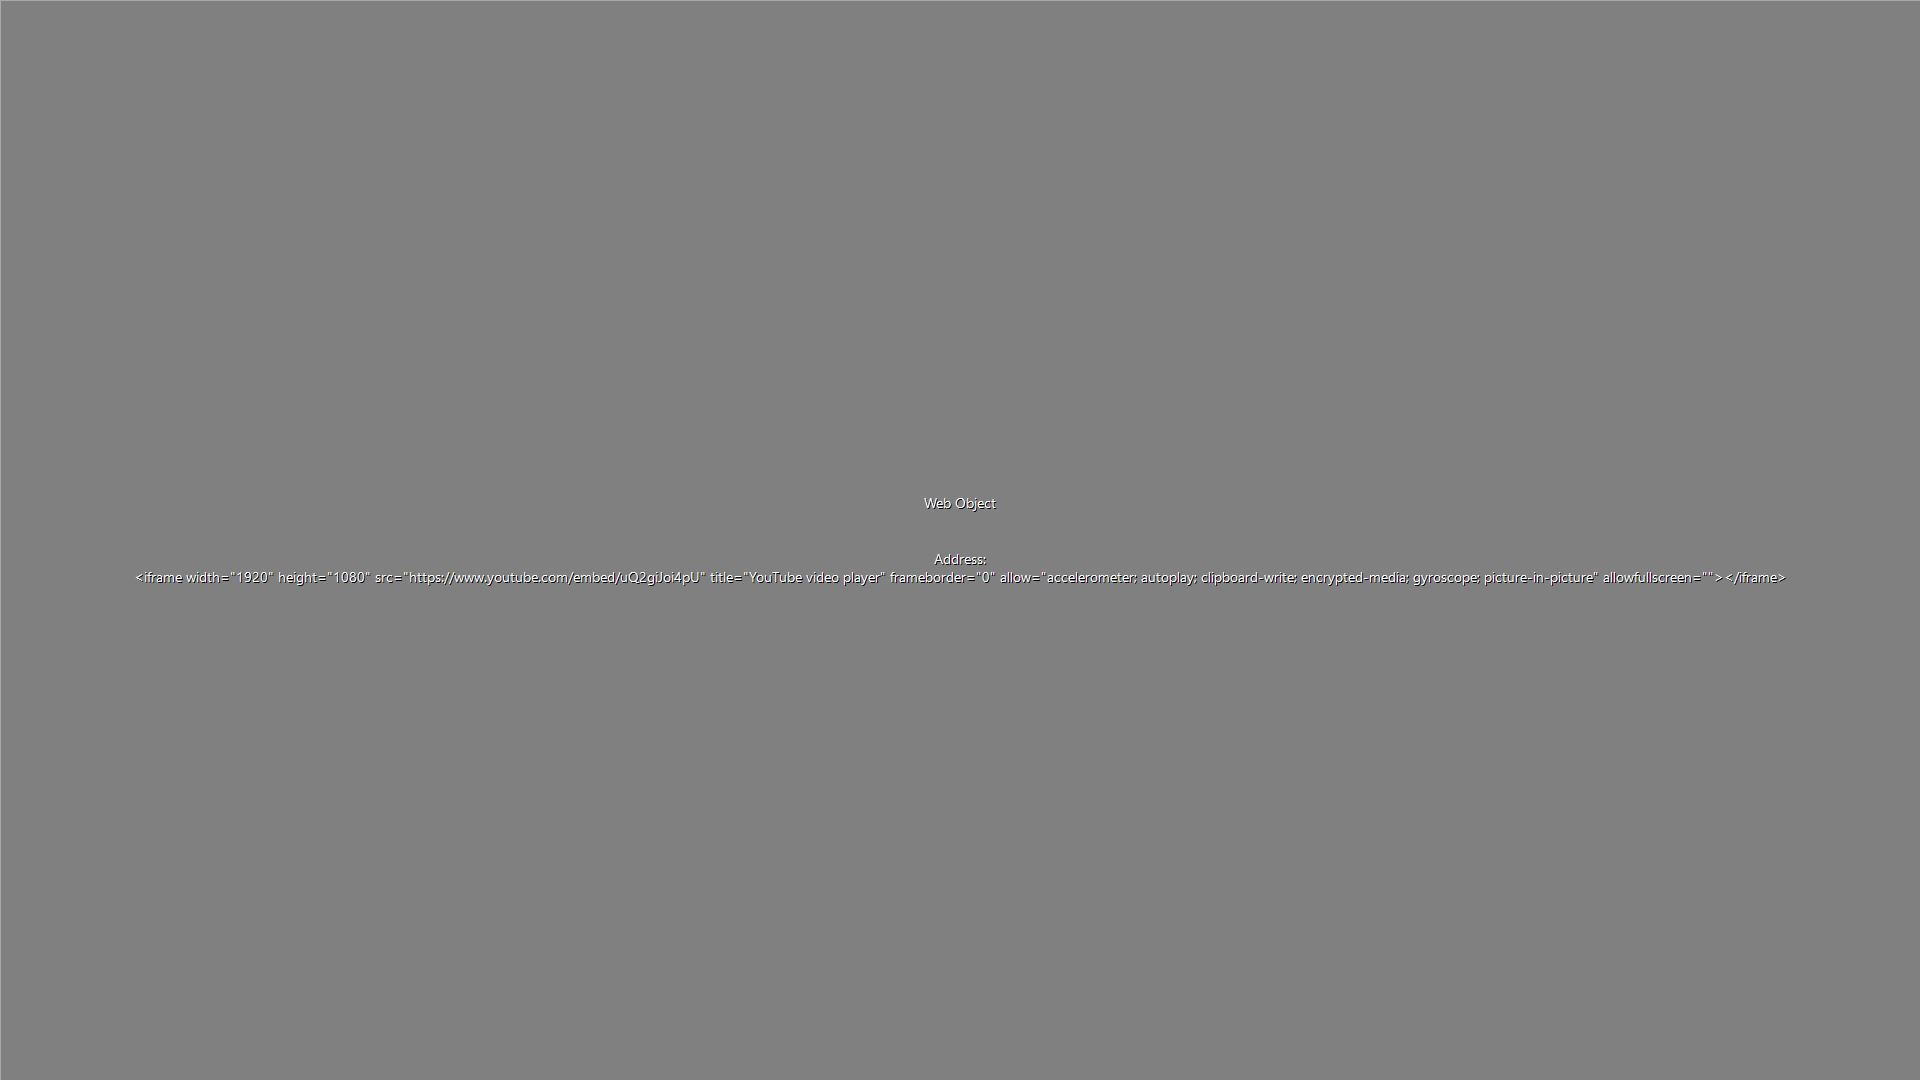 Web Object
Address:
<iframe width="1920" height="1080" src="https://www.youtube.com/embed/uQ2giJoi4pU" title="YouTube video player" frameborder="0" allow="accelerometer; autoplay; clipboard-write; encrypted-media; gyroscope; picture-in-picture" allowfullscreen=""></iframe>